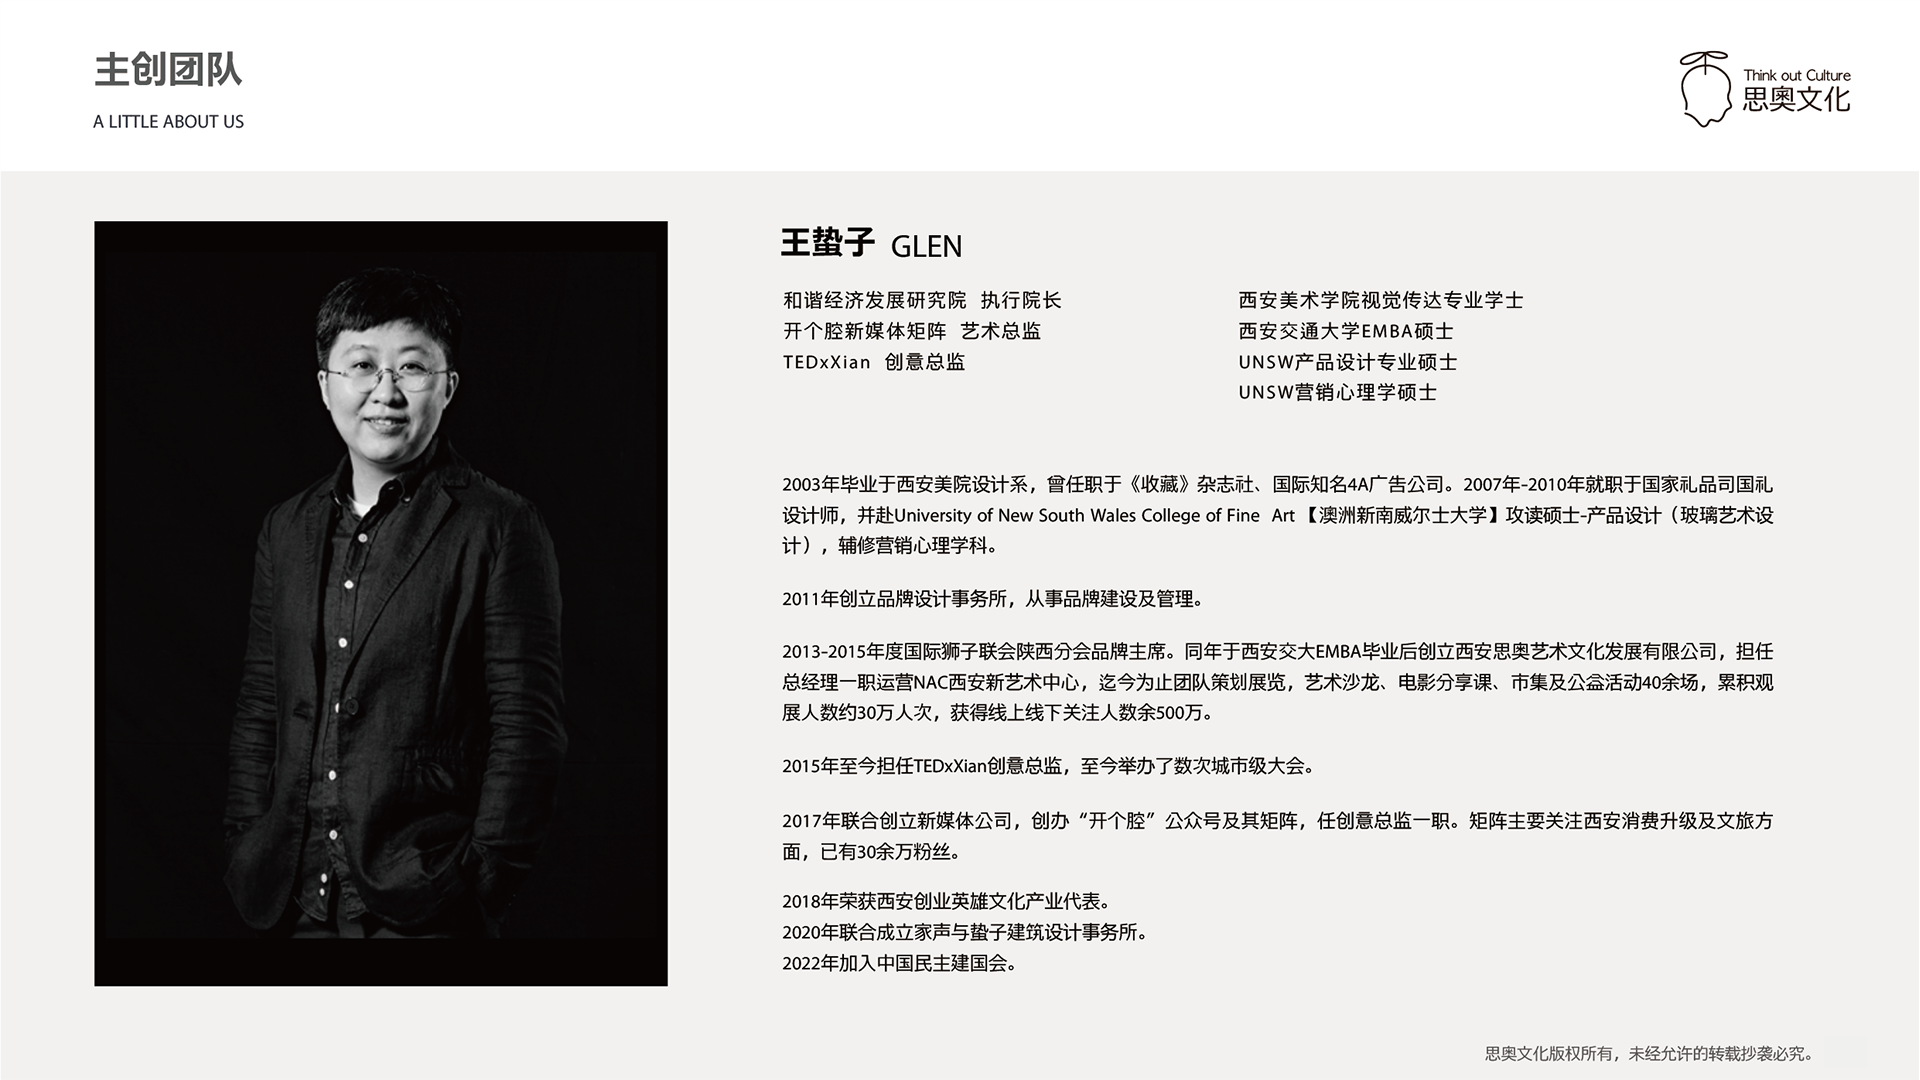 主创团队
A LITTLE ABOUT US
Think out Culture
思奥文化
王蛰子 GLEN
和谐经济发展研究院 执行院长
开个腔新媒体矩阵 艺术总监
TEDxXian 创意总监
西安美术学院视觉传达专业学士
西安交通大学EMBA硕士
UNSW产品设计专业硕士
UNSW营销心理学硕士
2003年毕业于西安美院设计系，曾任职于《收藏》杂志社、国际知名4A广告公司。2007年-2010年就职于国家礼品司国礼
设计师，并赴University of New South Wales College of Fine Art【澳洲新南威尔士大学】攻读硕士-产品设计（玻璃艺术设
计），辅修营销心理学科。
2011年创立品牌设计事务所，从事品牌建设及管理。
2013-2015年度国际狮子联会陕西分会品牌主席。同年于西安交大EMBA毕业后创立西安思奥艺术文化发展有限公司，担任
总经理一职运营NAC西安新艺术中心，迄今为止团队策划展览，艺术沙龙、电影分享课、市集及公益活动40余场，累积观
展人数约30万人次，获得线上线下关注人数余500万。
2015年至今担任TEDxXian创意总监，至今举办了数次城市级大会。
2017年联合创立新媒体公司，创办“开个腔”公众号及其矩阵，任创意总监一职。矩阵主要关注西安消费升级及文旅方
面，已有30余万粉丝。
2018年荣获西安创业英雄文化产业代表。
2020年联合成立家声与蛰子建筑设计事务所。
2022年加入中国民主建国会。
思奥文化版权所有，未经允许的转载抄袭必究。